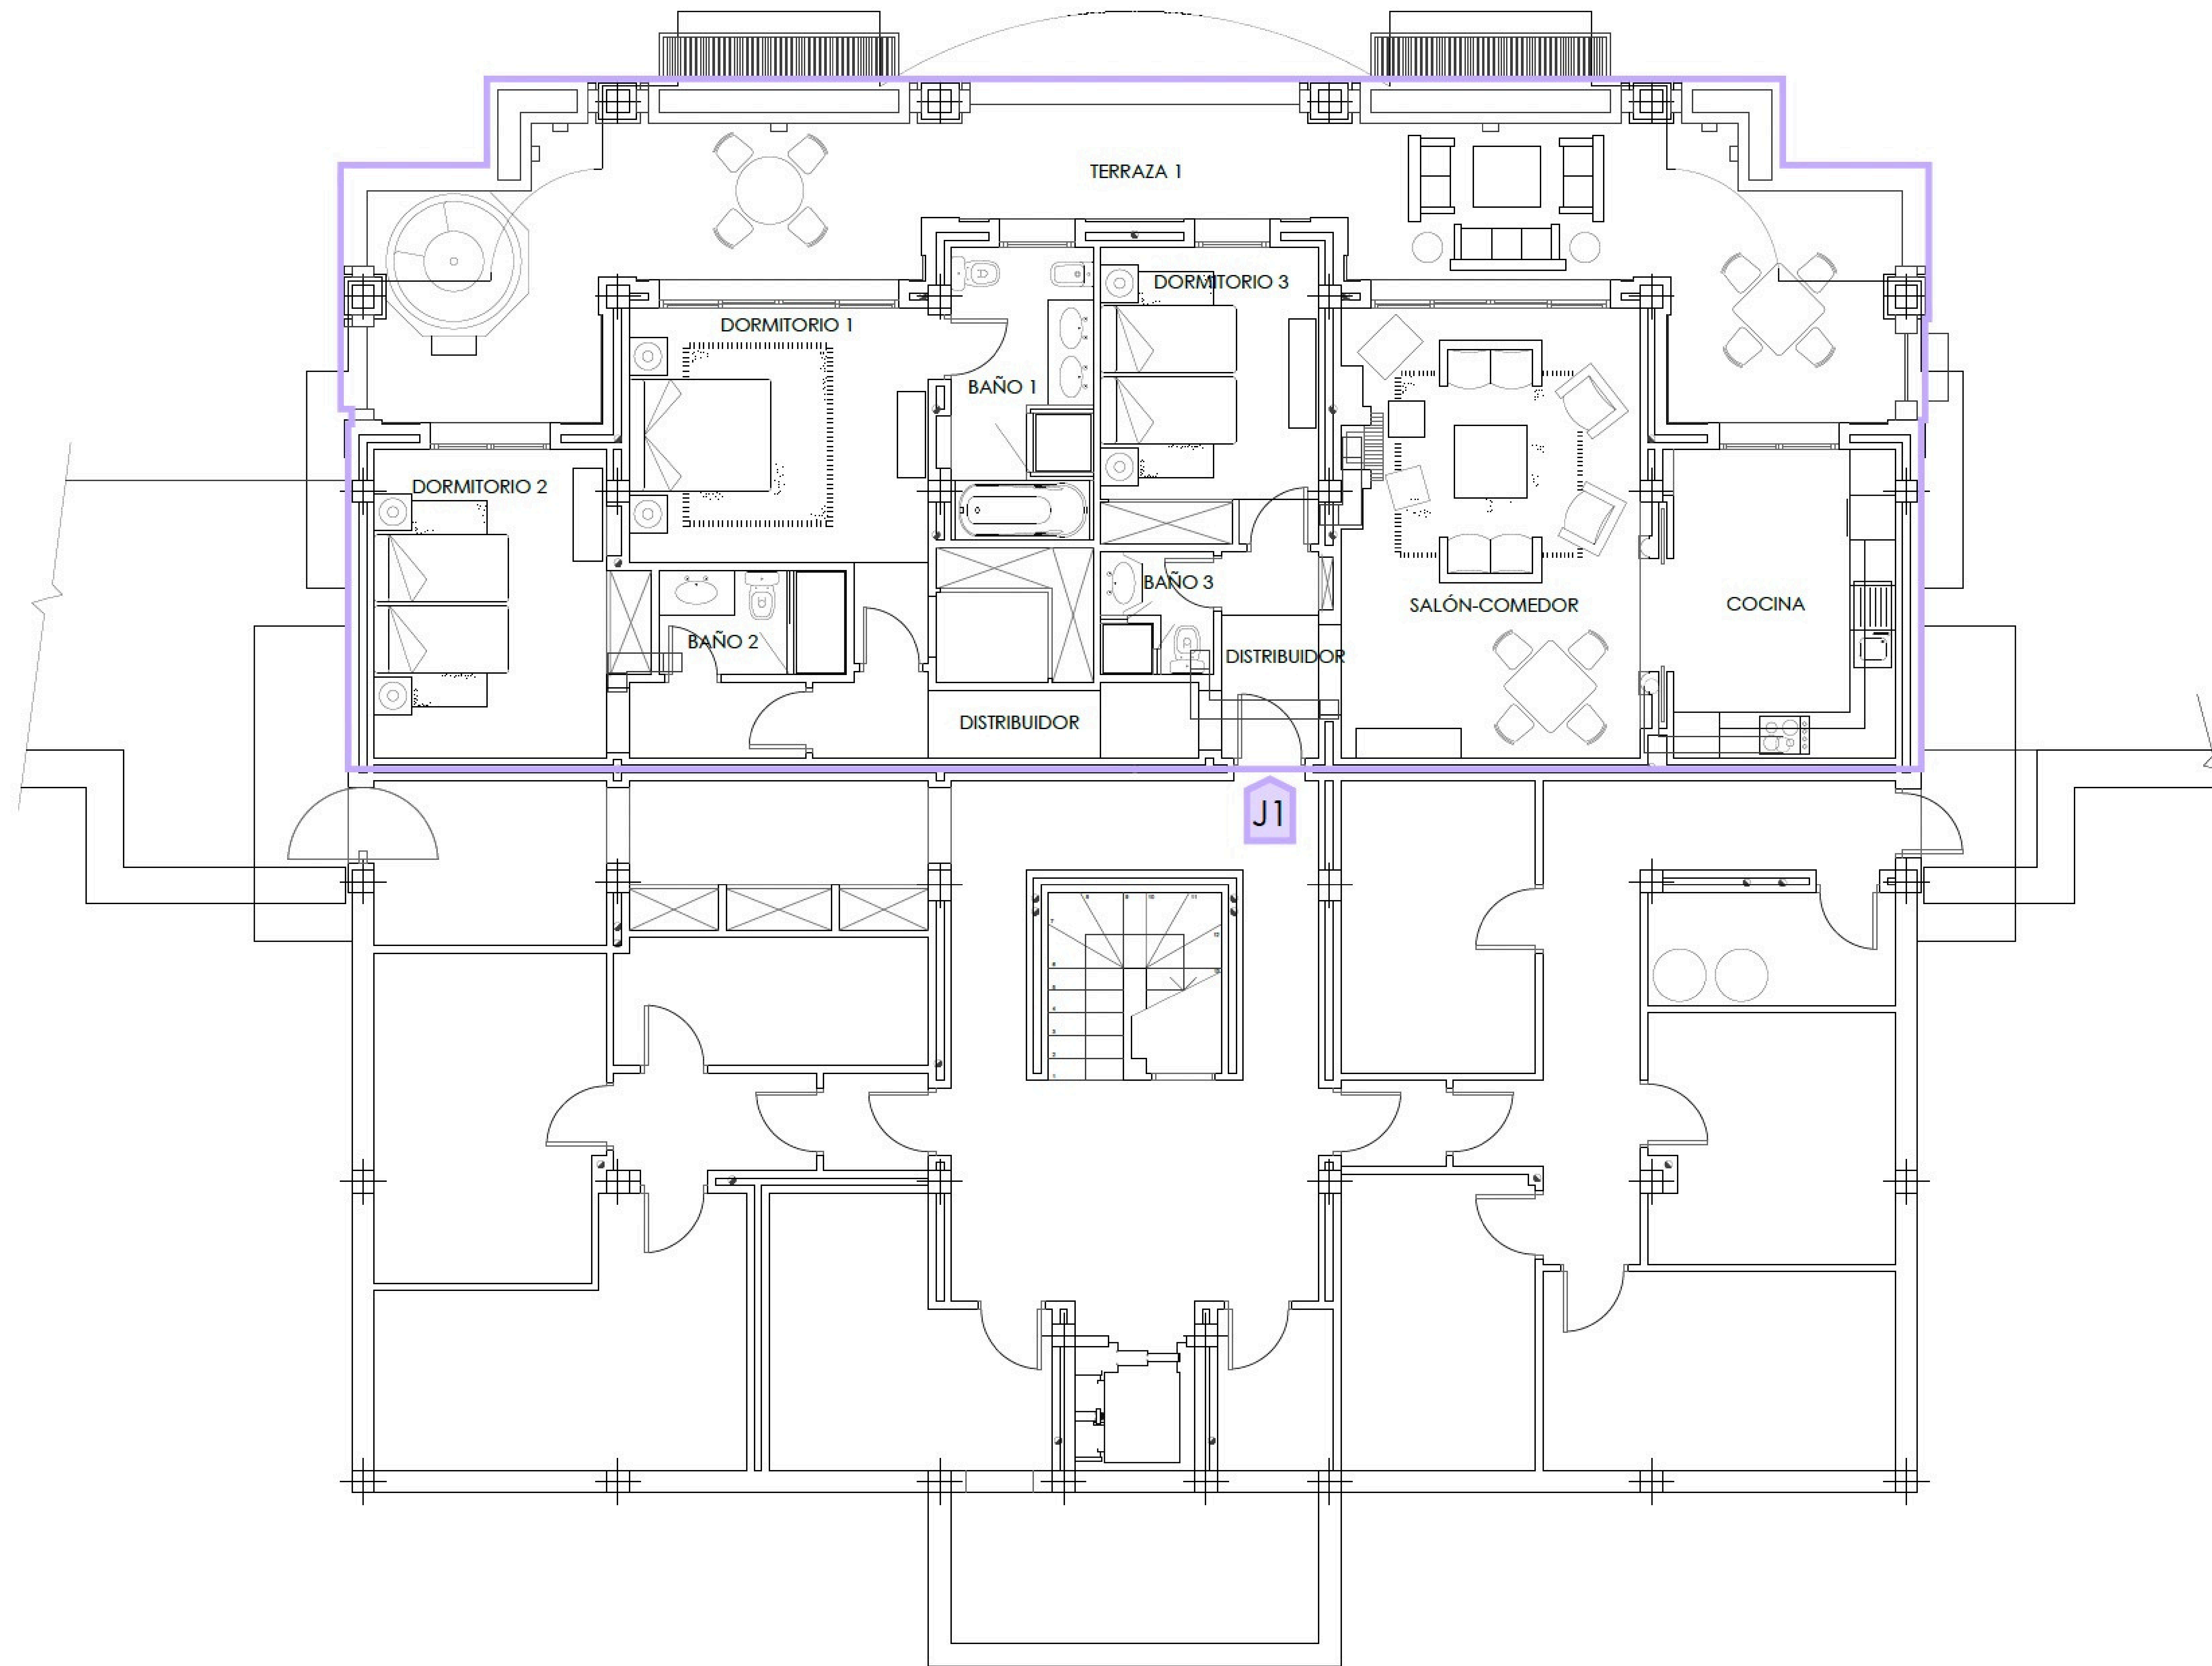 TERRAZA 1
DORMITORIO 3
DORMITORIO 1
BAÑO 1
DORMITORIO 2
BAÑO 3
SALÓN-COMEDOR
COCINA
BAÑO 2
DISTRIBUIDOR
DISTRIBUIDOR
J1